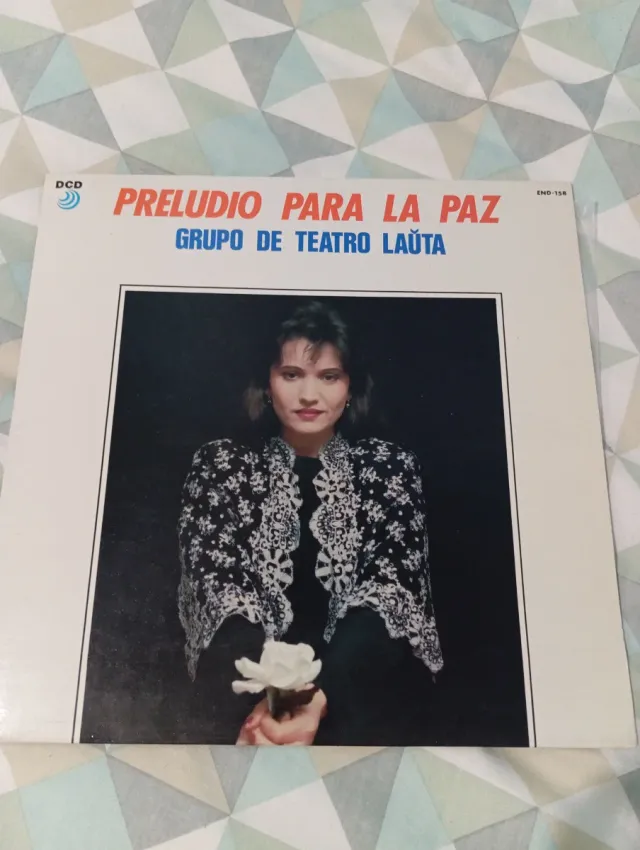 DCD
PRELUDIO PARA LA PAZ
END-158
GRUPO DE TEATRO LAŬTA